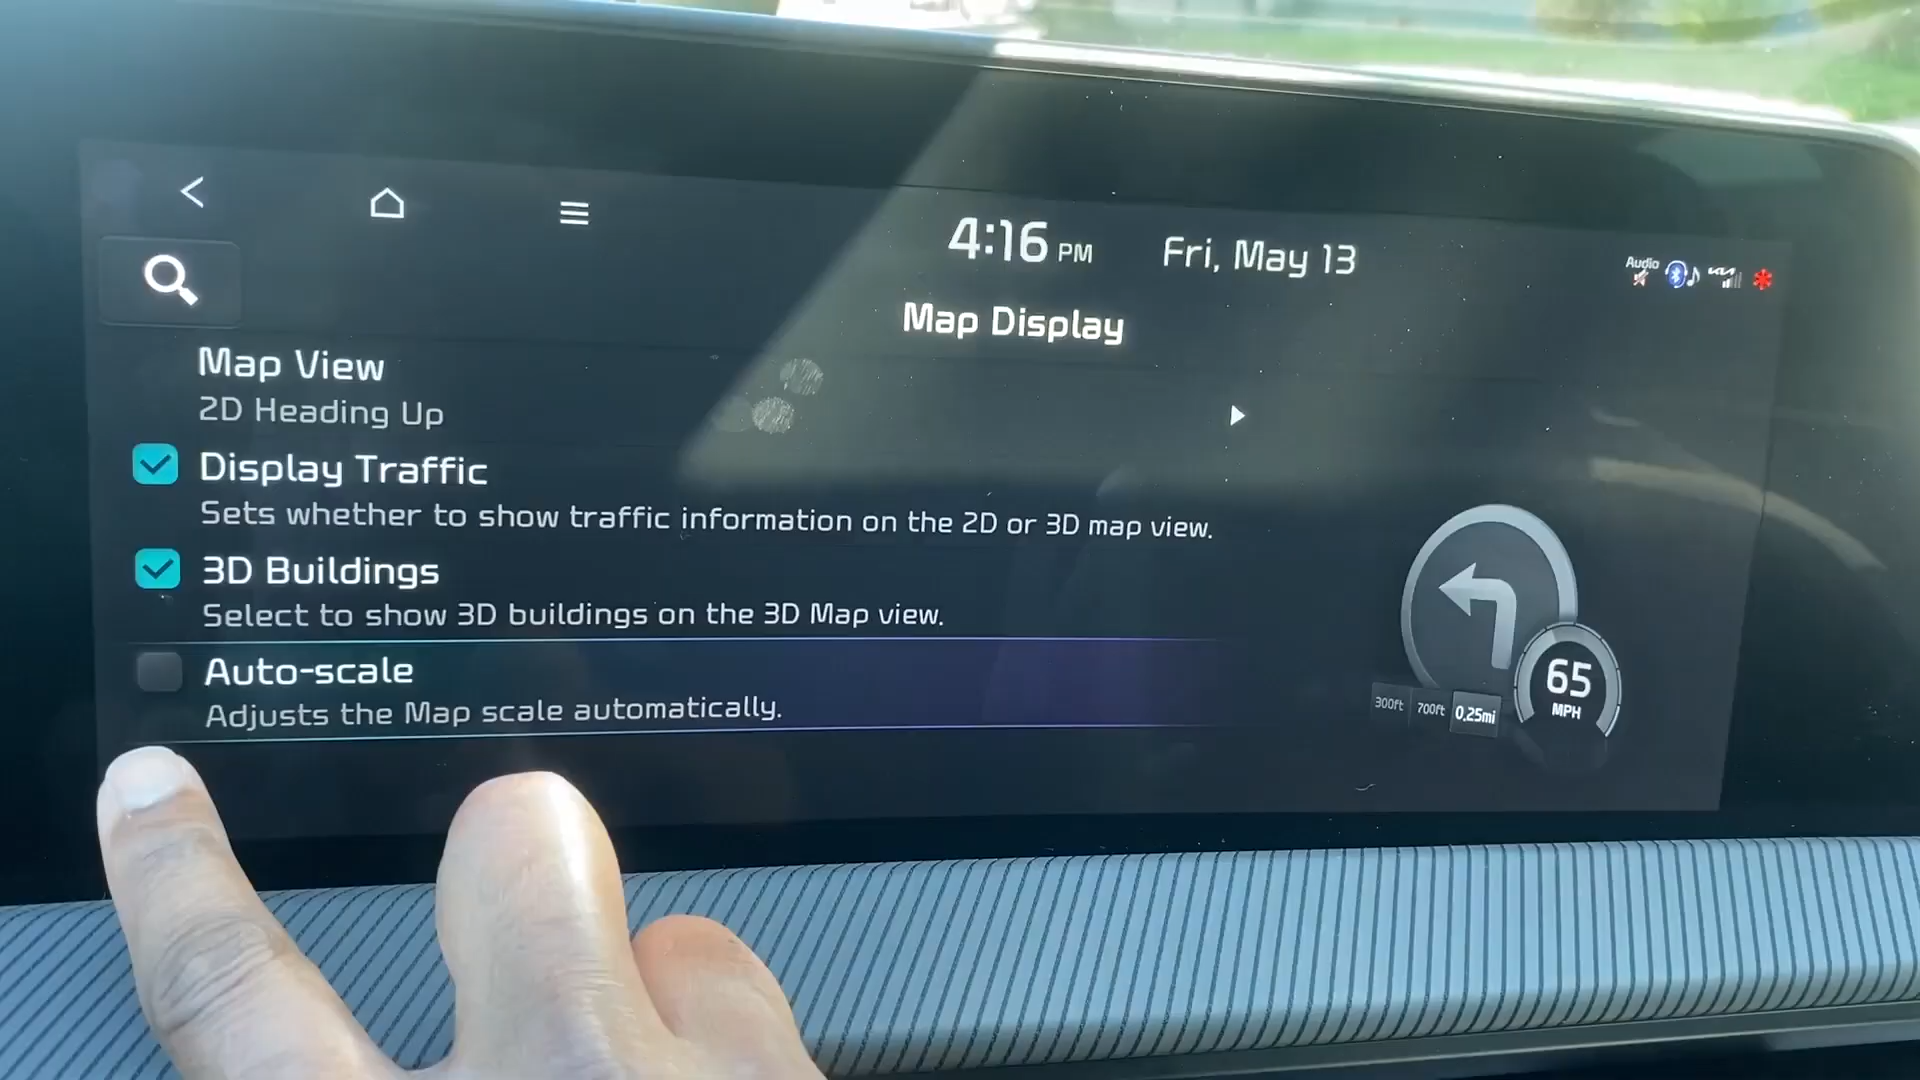 4:16 PM Fri, May 13
Audio
Map Display
Map View
2D Heading Up
Display Traffic
Sets whether to show traffic information on the 2D or 3D map view.
3D Buildings
Select to show 3D buildings on the 3D Map view.
Auto-scale
Adjusts the Map scale automatically.
300ft 700ft 0.25mi
65
MPH